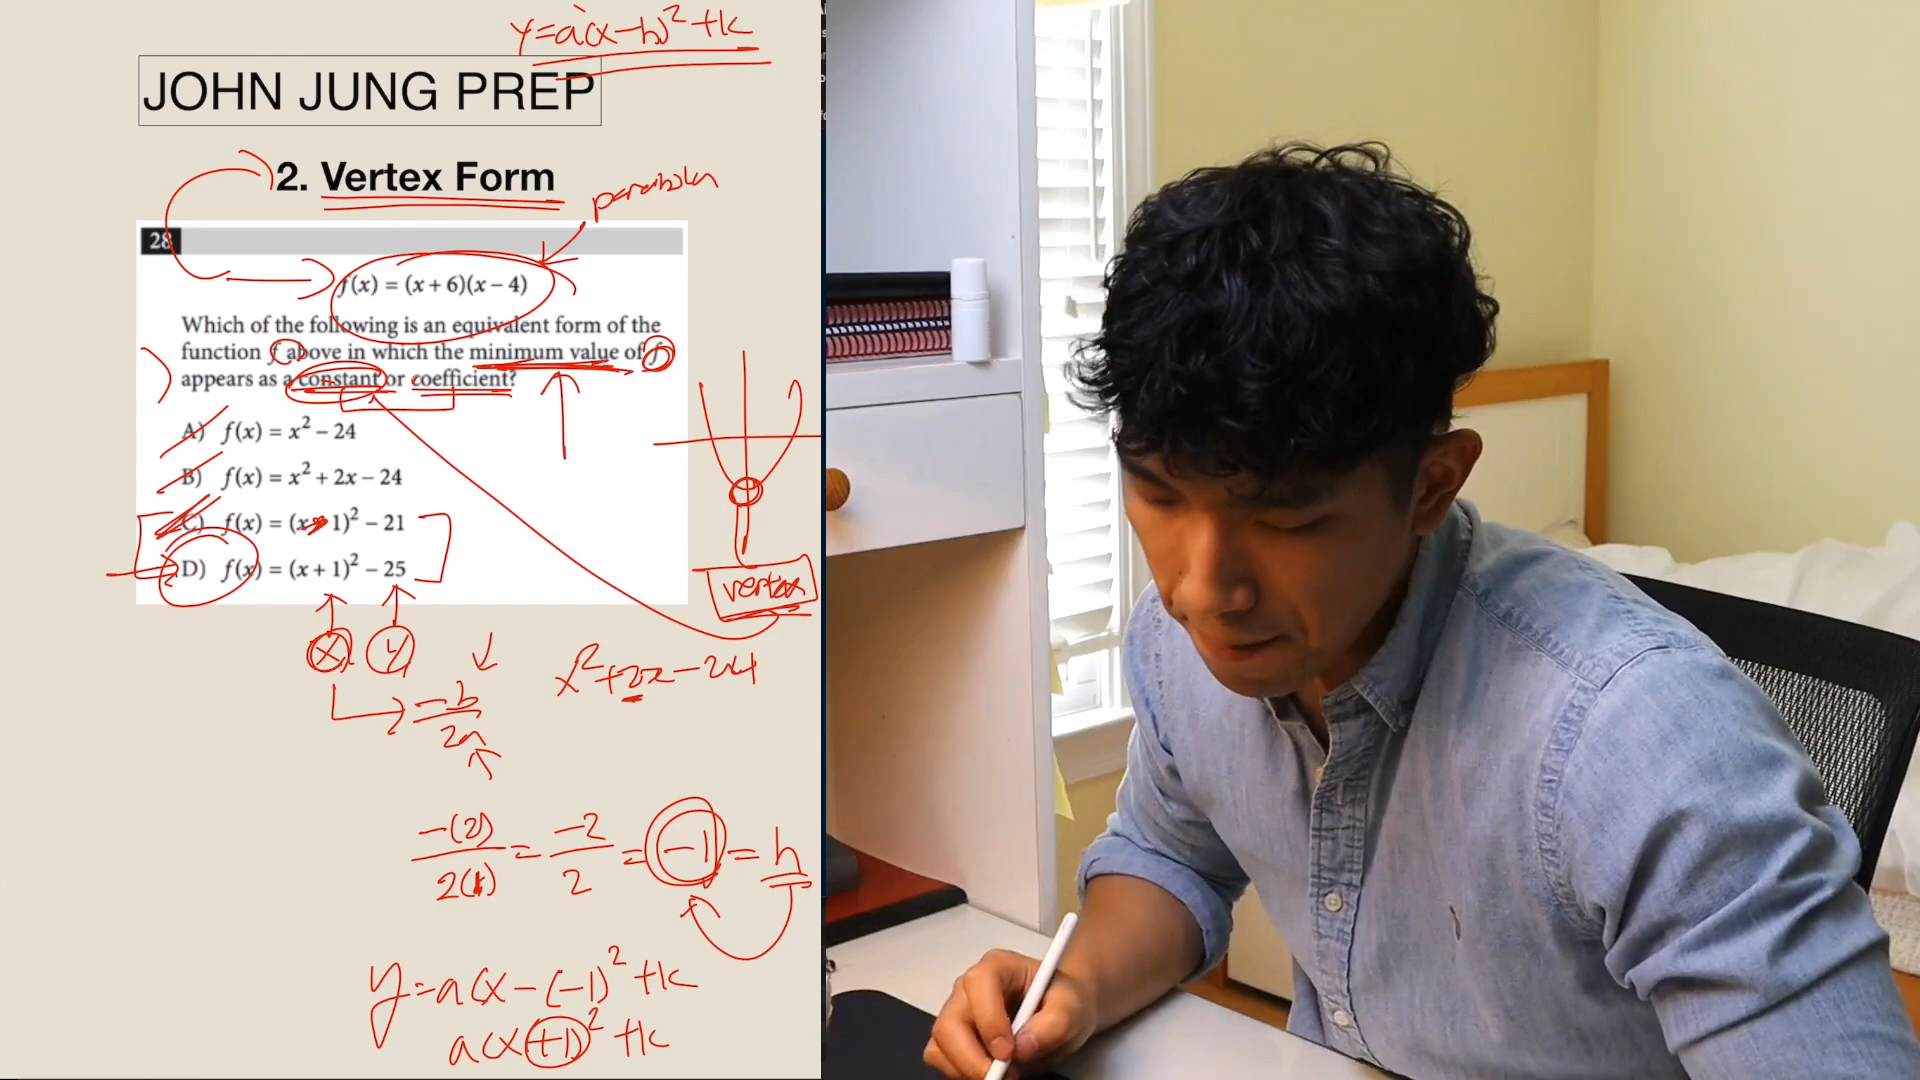 y=a(x-h)² +k
JOHN JUNG PREP
2. Vertex Form
parabola
28
f(x) = (x + 6)(x − 4)
Which of the following is an equivalent form of the
function f above in which the minimum value of f
appears as a constant or coefficient?
A) f(x) = x² − 24
B) f(x) = x² + 2x − 24
C) f(x) = (x - 1)² − 21
D) f(x) = (x + 1)² − 25
vertex
x y
x²+2x-24
-b
2a
-(2) / 2(1) = -2 / 2 = -1 = h
y=a(x-(-1)² +k
a(x+1)² +k